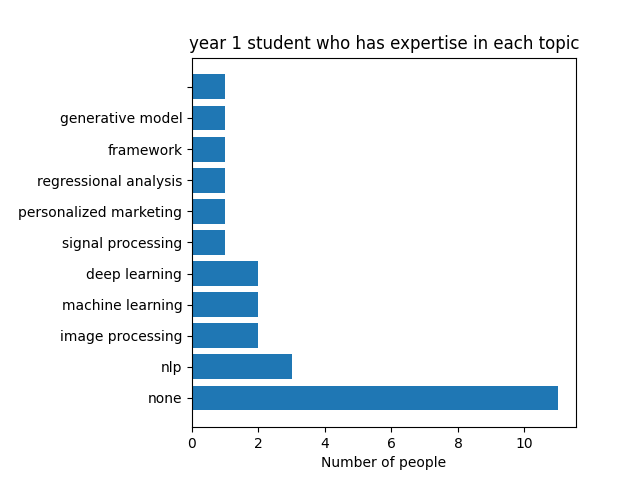 year 1 student who has expertise in each topic
generative model
framework
regressional analysis
personalized marketing
signal processing
deep learning
machine learning
image processing
nlp
none
0 2 4 6 8 10
Number of people